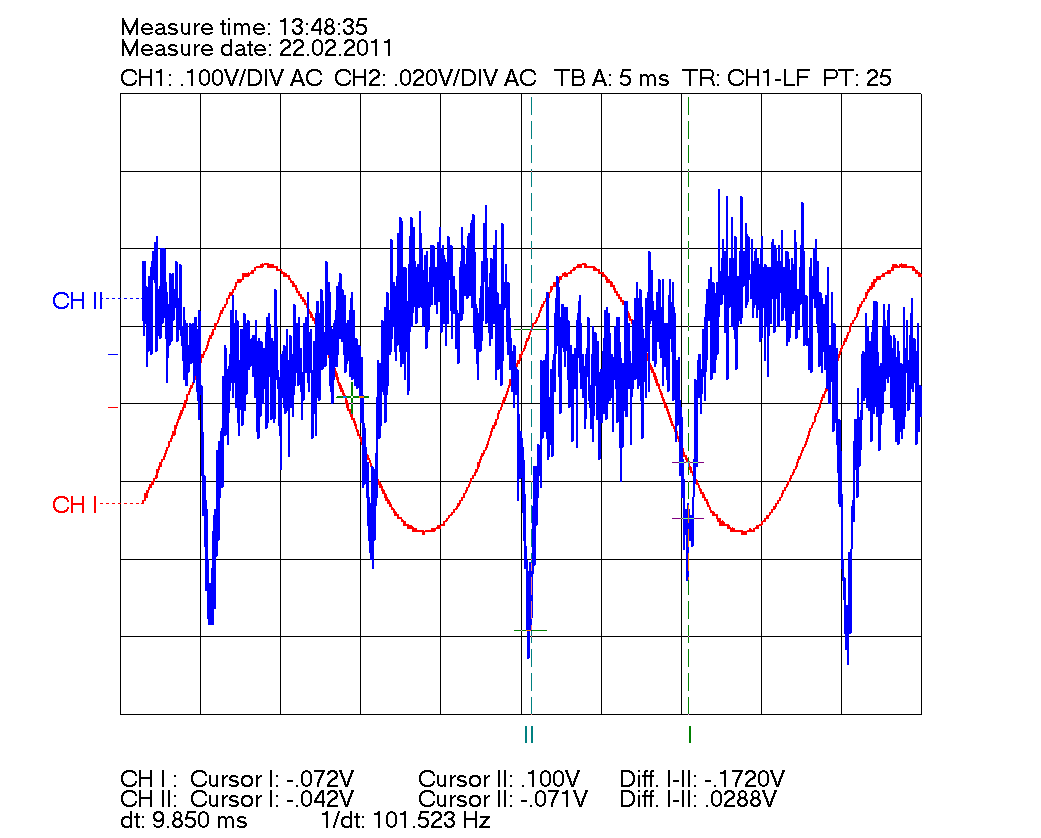 Measure time: 13:48:35
Measure date: 22.02.2011
CH1: .100V/DIV AC CH2: .020V/DIV AC TB A: 5 ms TR: CH1-LF PT: 25
CH II
CH I
II I
CH I : Cursor I: -.072V Cursor II: .100V Diff. I-II: -.1720V
CH II: Cursor I: -.042V Cursor II: -.071V Diff. I-II: .0288V
dt: 9.850 ms 1/dt: 101.523 Hz